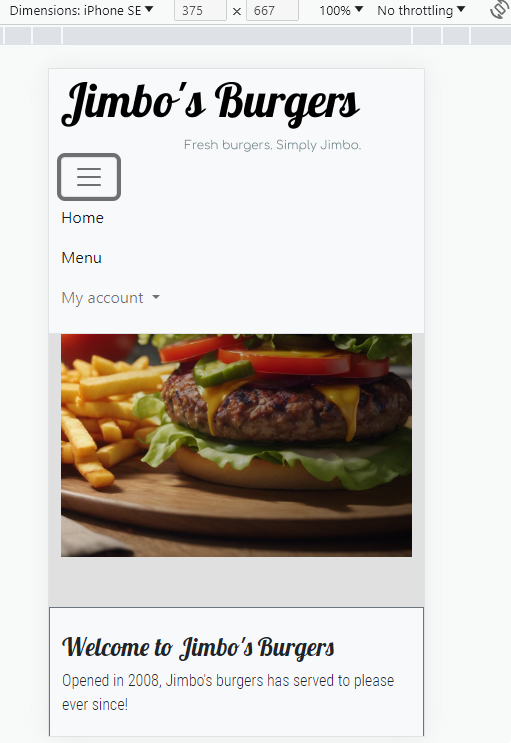 Dimensions: iPhone SE 375 × 667 100% No throttling
Jimbo's Burgers
Fresh burgers. Simply Jimbo.
Home
Menu
My account
Welcome to Jimbo's Burgers
Opened in 2008, Jimbo's burgers has served to please
ever since!